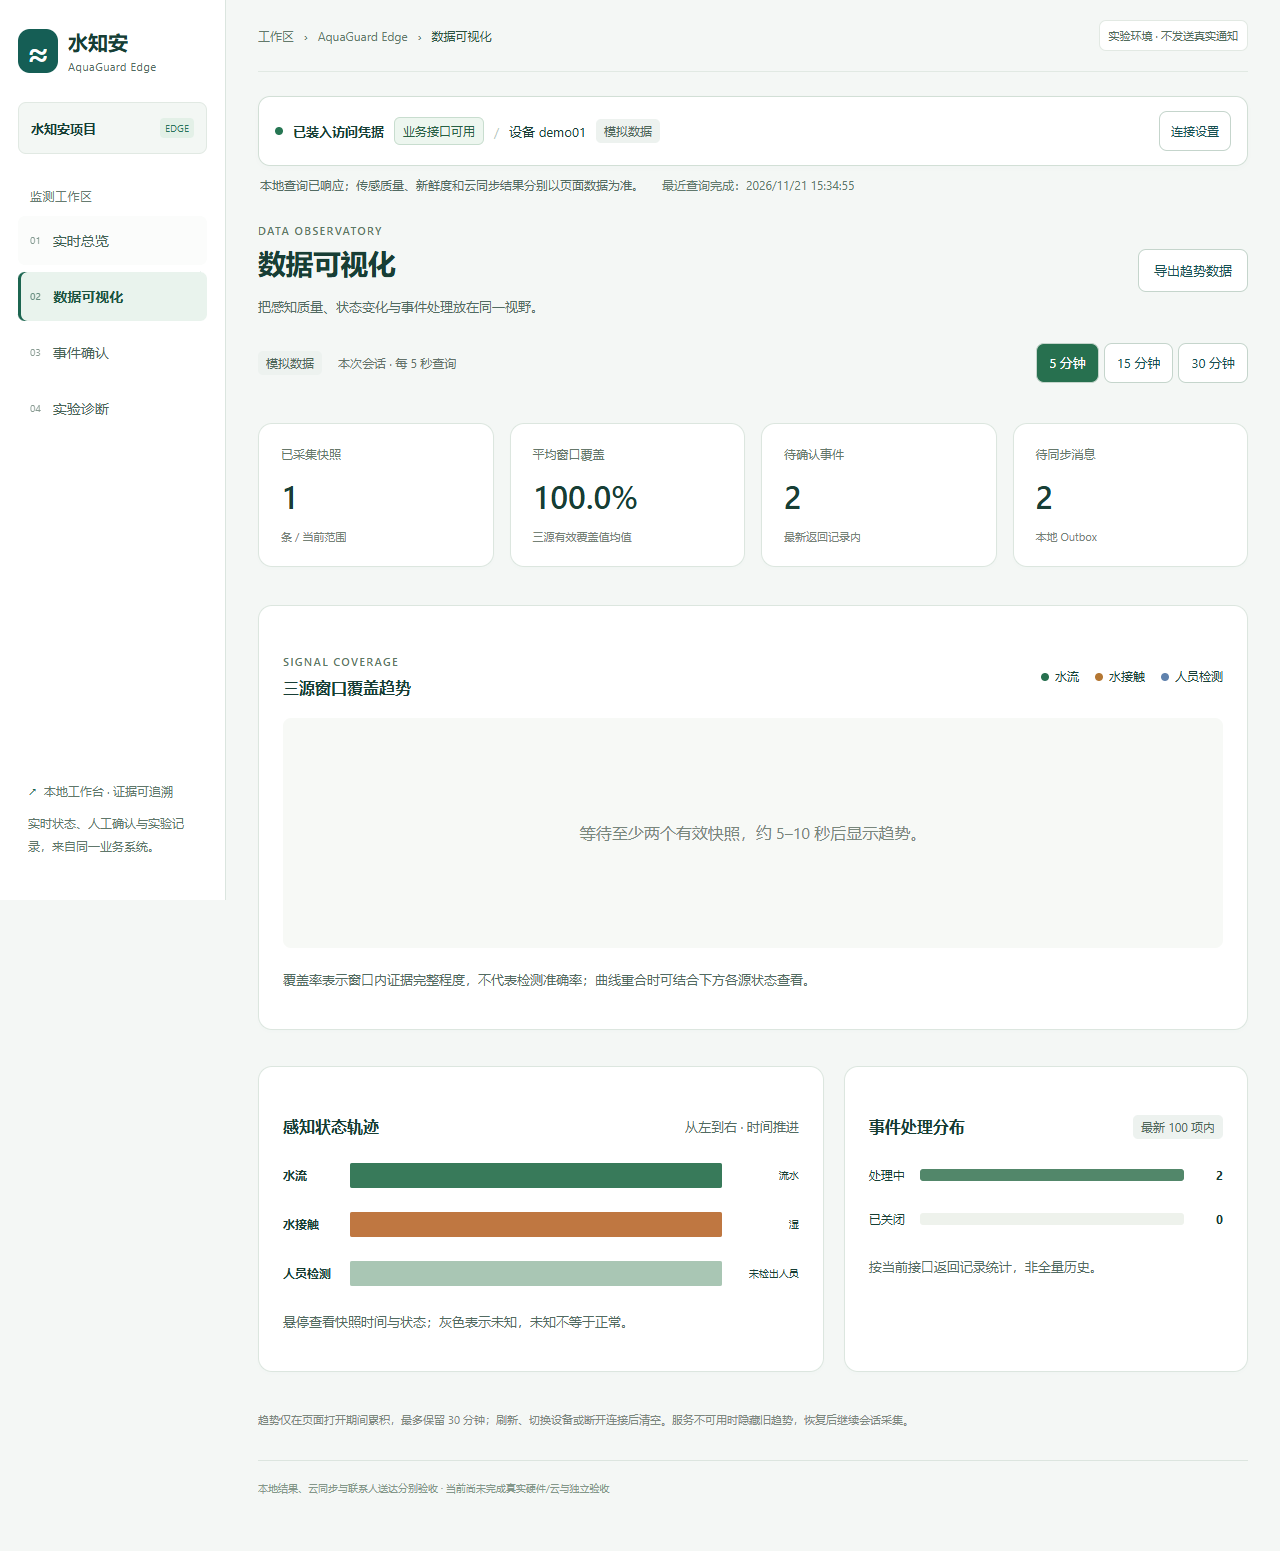 水知安
AquaGuard Edge
水知安项目
EDGE
监测工作区
01 实时总览
02 数据可视化
03 事件确认
04 实验诊断
↗ 本地工作台 · 证据可追溯
实时状态、人工确认与实验记
录，来自同一业务系统。
工作区 › AquaGuard Edge › 数据可视化
实验环境 · 不发送真实通知
已装入访问凭据 业务接口可用 / 设备 demo01 模拟数据
连接设置
本地查询已响应；传感质量、新鲜度和云同步结果分别以页面数据为准。 最近查询完成：2026/11/21 15:34:55
DATA OBSERVATORY
数据可视化
导出趋势数据
把感知质量、状态变化与事件处理放在同一视野。
模拟数据 本次会话 · 每 5 秒查询
5 分钟 15 分钟 30 分钟
已采集快照
1
条 / 当前范围
平均窗口覆盖
100.0%
三源有效覆盖值均值
待确认事件
2
最新返回记录内
待同步消息
2
本地 Outbox
SIGNAL COVERAGE
三源窗口覆盖趋势
水流 水接触 人员检测
等待至少两个有效快照，约 5–10 秒后显示趋势。
覆盖率表示窗口内证据完整程度，不代表检测准确率；曲线重合时可结合下方各源状态查看。
感知状态轨迹
从左到右 · 时间推进
水流 流水
水接触 湿
人员检测 未检出人员
悬停查看快照时间与状态；灰色表示未知，未知不等于正常。
事件处理分布
最新 100 项内
处理中 2
已关闭 0
按当前接口返回记录统计，非全量历史。
趋势仅在页面打开期间累积，最多保留 30 分钟；刷新、切换设备或断开连接后清空。服务不可用时隐藏旧趋势，恢复后继续会话采集。
本地结果、云同步与联系人送达分别验收 · 当前尚未完成真实硬件/云与独立验收